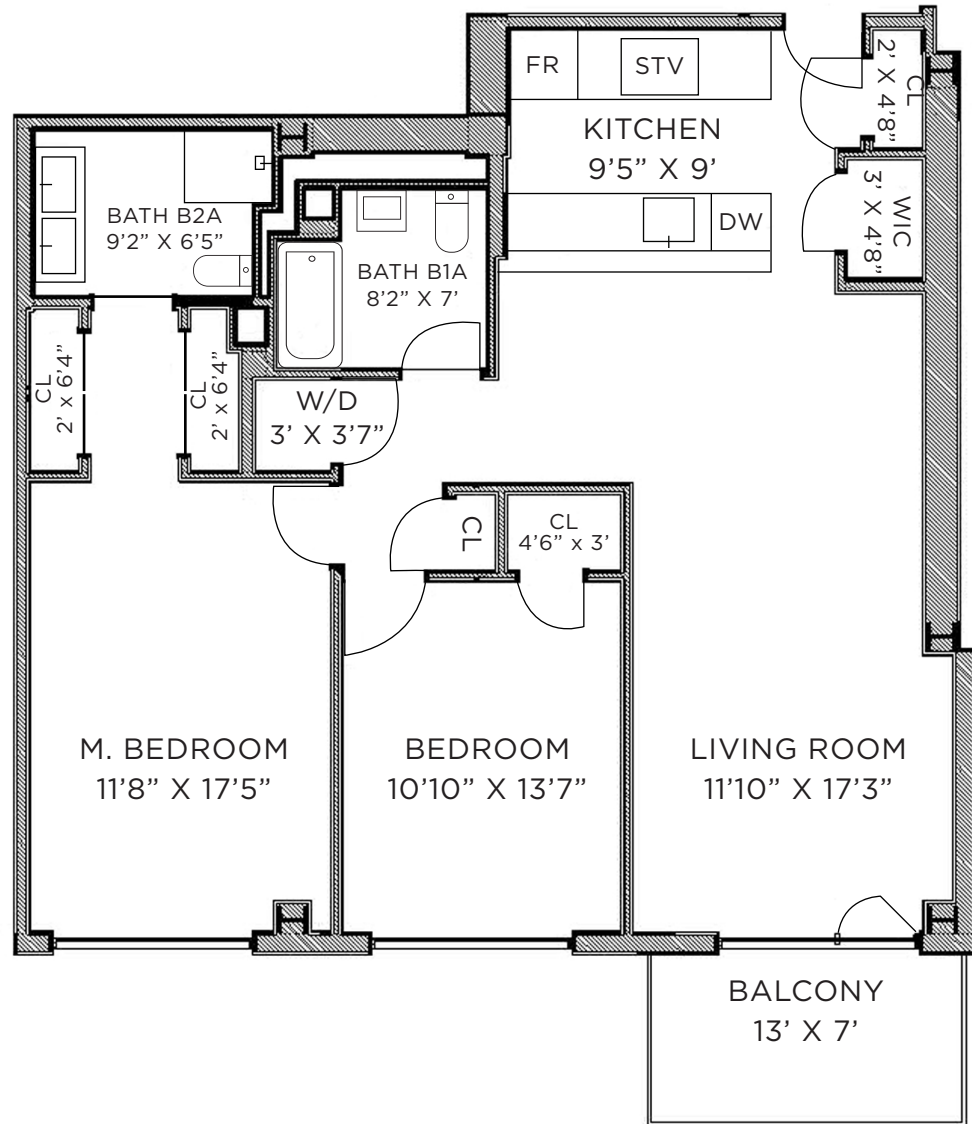 FR
STV
KITCHEN
9'5” X 9’
CL
2’ X 4'8”
WIC
3’ X 4'8”
DW
BATH B2A
9'2” X 6'5”
BATH B1A
8'2” X 7’
CL
2’ x 6'4”
CL
2’ x 6'4”
W/D
3’ X 3'7”
CL
CL
4'6” x 3'
M. BEDROOM
11'8” X 17'5”
BEDROOM
10'10” X 13'7”
LIVING ROOM
11'10” X 17'3”
BALCONY
13’ X 7’